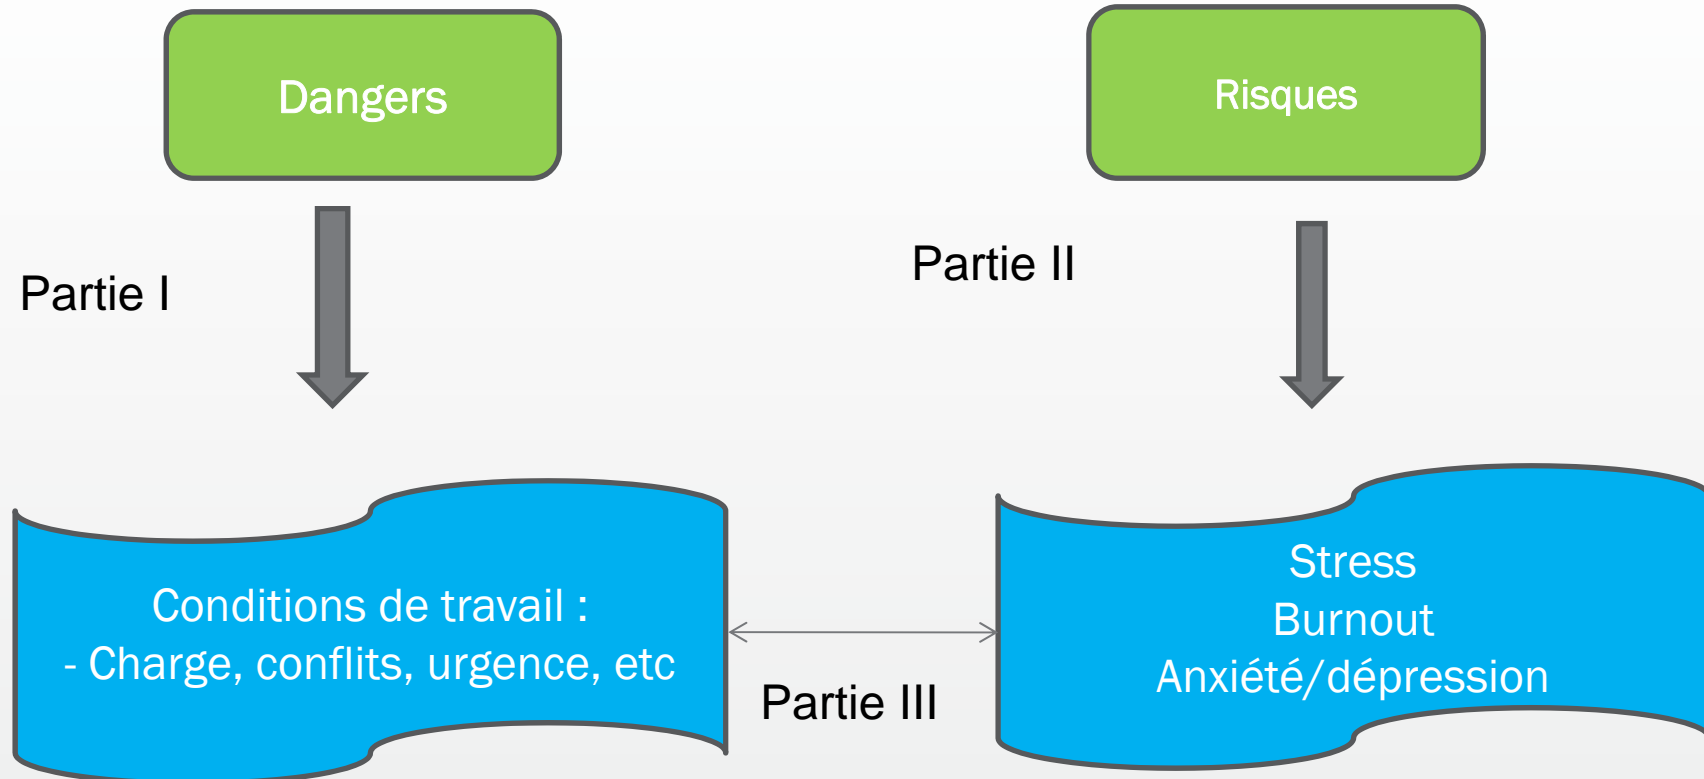 Dangers
Risques
Partie I
Partie II
Conditions de travail :
- Charge, conflits, urgence, etc
Partie III
Stress
Burnout
Anxiété/dépression